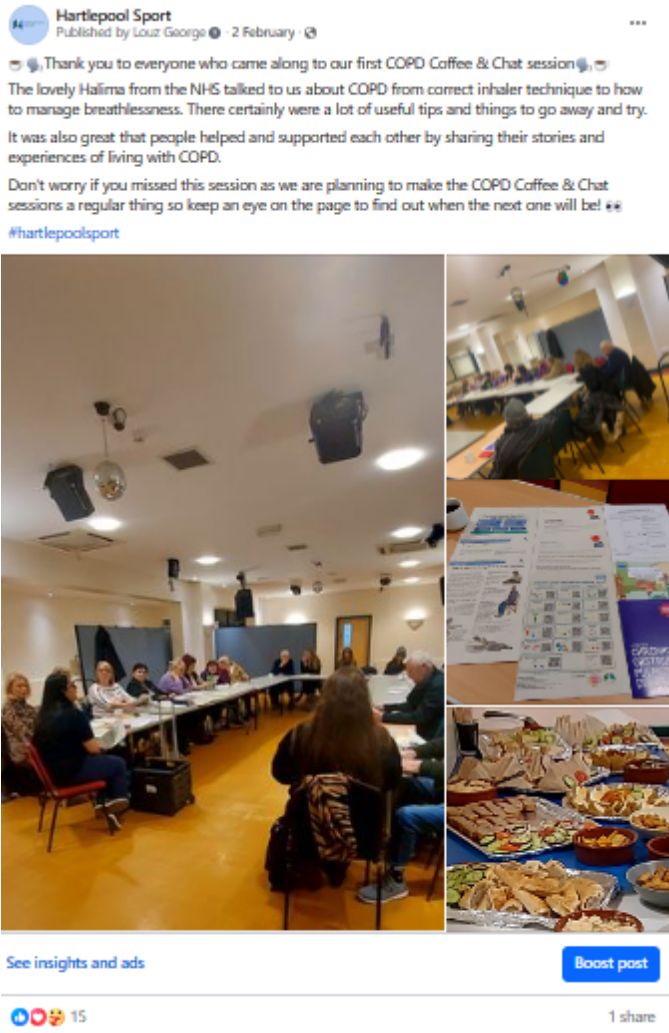 Hartlepool Sport
Published by Louz George · 2 February ·
Thank you to everyone who came along to our first COPD Coffee & Chat session
The lovely Halima from the NHS talked to us about COPD from correct inhaler technique to how
to manage breathlessness. There certainly were a lot of useful tips and things to go away and try.
It was also great that people helped and supported each other by sharing their stories and
experiences of living with COPD.
Don't worry if you missed this session as we are planning to make the COPD Coffee & Chat
sessions a regular thing so keep an eye on the page to find out when the next one will be!
#hartlepoolsport
See insights and ads
Boost post
15
1 share